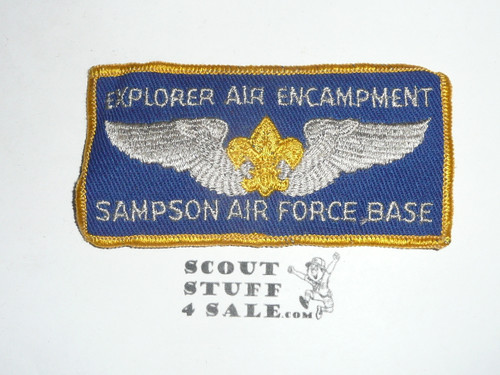 EXPLORER AIR ENCAMPMENT
SAMPSON AIR FORCE BASE
SCOUT
STUFF
4 SALE.com